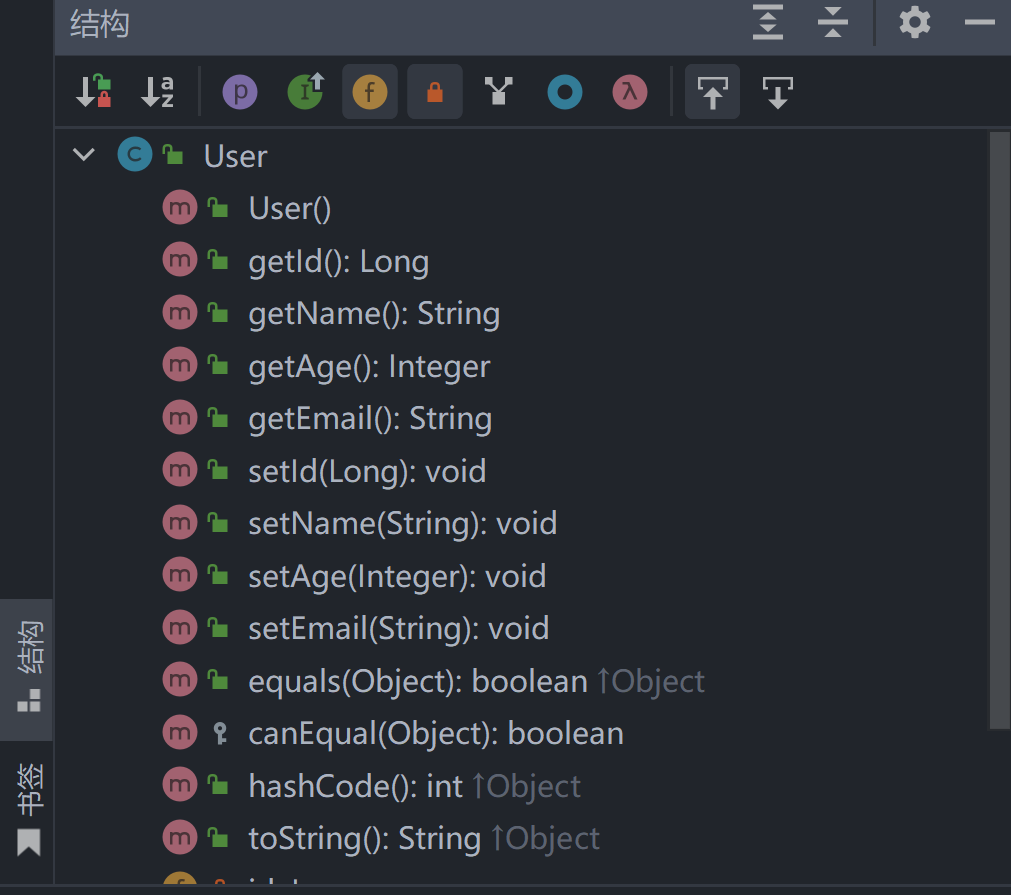 结构
User
User()
getId(): Long
getName(): String
getAge(): Integer
getEmail(): String
setId(Long): void
setName(String): void
setAge(Integer): void
setEmail(String): void
equals(Object): boolean ↑Object
canEqual(Object): boolean
hashCode(): int ↑Object
toString(): String ↑Object
结构
书签